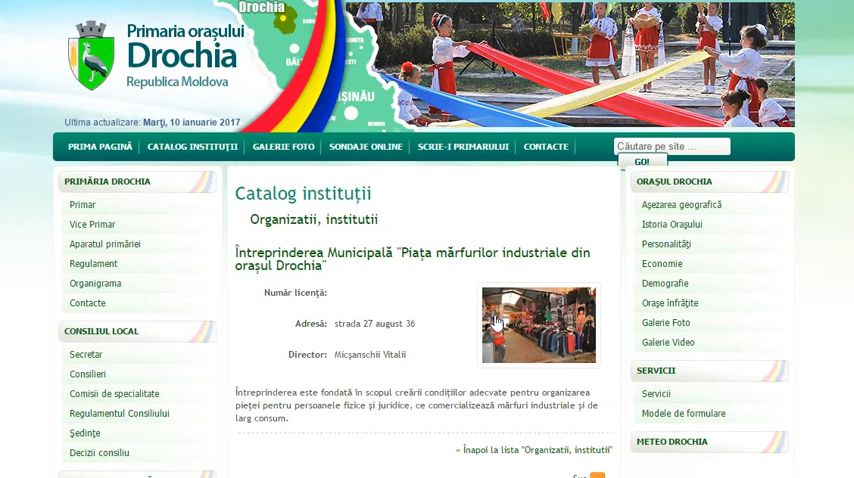 Primaria orașului
Drochia
Republica Moldova
Drochia
CHIȘINĂU
Ultima actualizare: Marţi, 10 ianuarie 2017
PRIMA PAGINĂ
CATALOG INSTITUȚII
GALERIE FOTO
SONDAJE ONLINE
SCRIE-I PRIMARULUI
CONTACTE
Căutare pe site ...
GO!
PRIMĂRIA DROCHIA
Primar
Vice Primar
Aparatul primăriei
Regulament
Organigrama
Contacte
CONSILIUL LOCAL
Secretar
Consilieri
Comisii de specialitate
Regulamentul Consiliului
Ședințe
Decizii consiliu
Catalog instituții
Organizatii, institutii
Întreprinderea Municipală "Piața mărfurilor industriale din
orașul Drochia"
Număr licență:
Adresă: strada 27 august 36
Director: Micșanschii Vitalii
Întreprinderea este fondată în scopul creării condițiilor adecvate pentru organizarea
pieței pentru persoanele fizice și juridice, ce comercializează mărfuri industriale și de
larg consum.
» Înapoi la lista "Organizatii, institutii"
Sus
ORAȘUL DROCHIA
Așezarea geografică
Istoria Orașului
Personalități
Economie
Demografie
Orașe înfrățite
Galerie Foto
Galerie Video
SERVICII
Servicii
Modele de formulare
METEO DROCHIA